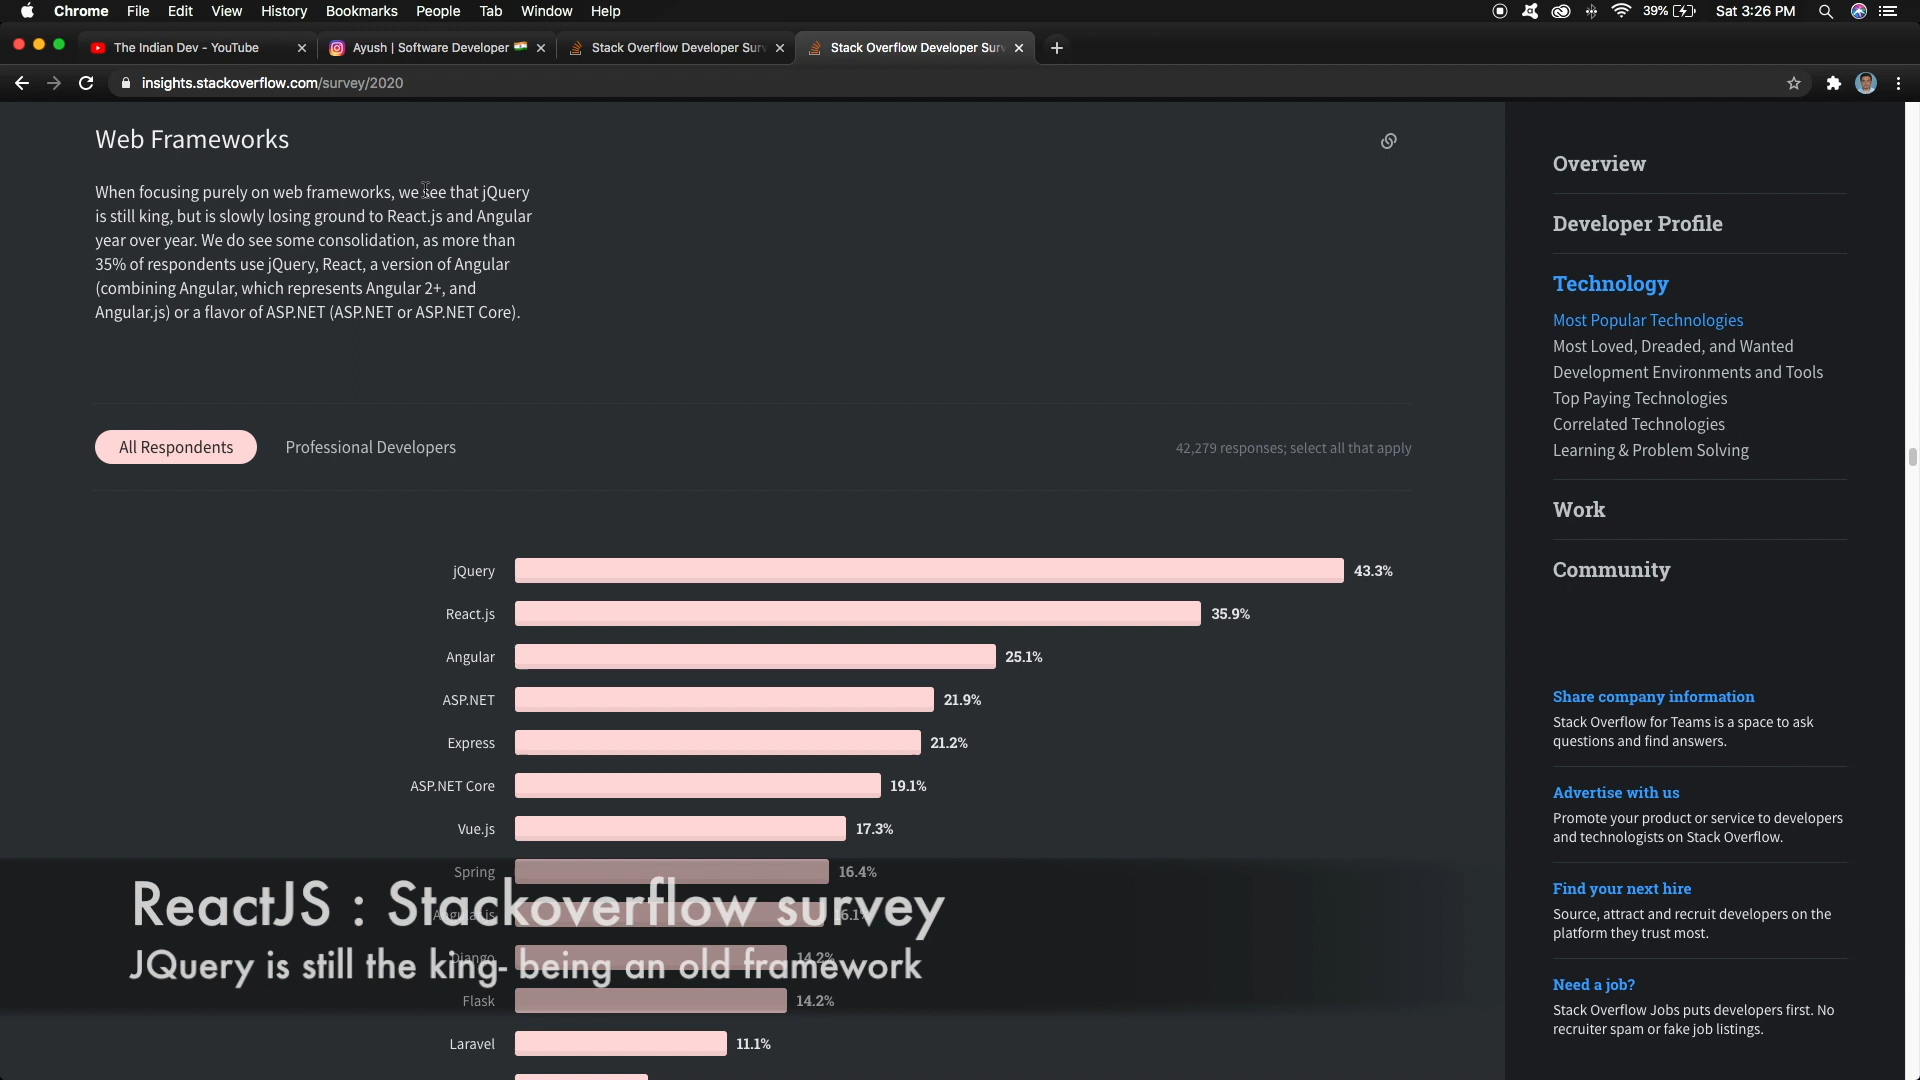 Chrome File Edit View History Bookmarks People Tab Window Help 39% Sat 3:26 PM
The Indian Dev - YouTube Ayush | Software Developer Stack Overflow Developer Sur Stack Overflow Developer Sur
insights.stackoverflow.com/survey/2020
Web Frameworks
When focusing purely on web frameworks, we see that jQuery
is still king, but is slowly losing ground to React.js and Angular
year over year. We do see some consolidation, as more than
35% of respondents use jQuery, React, a version of Angular
(combining Angular, which represents Angular 2+, and
Angular.js) or a flavor of ASP.NET (ASP.NET or ASP.NET Core).
All Respondents Professional Developers 42,279 responses; select all that apply
jQuery 43.3%
React.js 35.9%
Angular 25.1%
ASP.NET 21.9%
Express 21.2%
ASP.NET Core 19.1%
Vue.js 17.3%
Spring 16.4%
Angular.js 16.1%
Django 14.2%
Flask 14.2%
Laravel 11.1%
ReactJS : Stackoverflow survey
JQuery is still the king- being an old framework
Overview
Developer Profile
Technology
Most Popular Technologies
Most Loved, Dreaded, and Wanted
Development Environments and Tools
Top Paying Technologies
Correlated Technologies
Learning & Problem Solving
Work
Community
Share company information
Stack Overflow for Teams is a space to ask
questions and find answers.
Advertise with us
Promote your product or service to developers
and technologists on Stack Overflow.
Find your next hire
Source, attract and recruit developers on the
platform they trust most.
Need a job?
Stack Overflow Jobs puts developers first. No
recruiter spam or fake job listings.